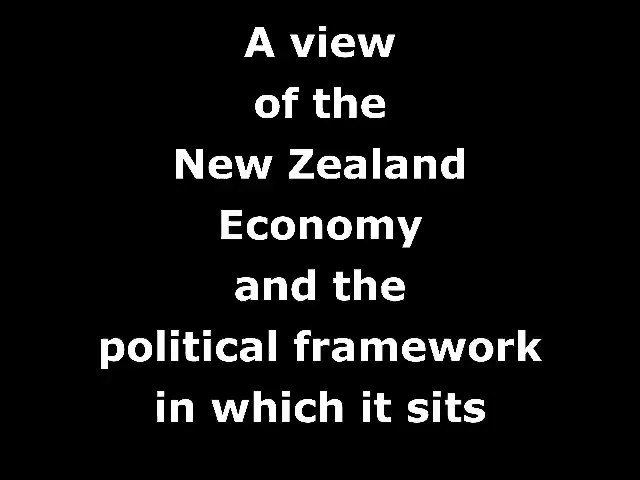 A view
of the
New Zealand
Economy
and the
political framework
in which it sits